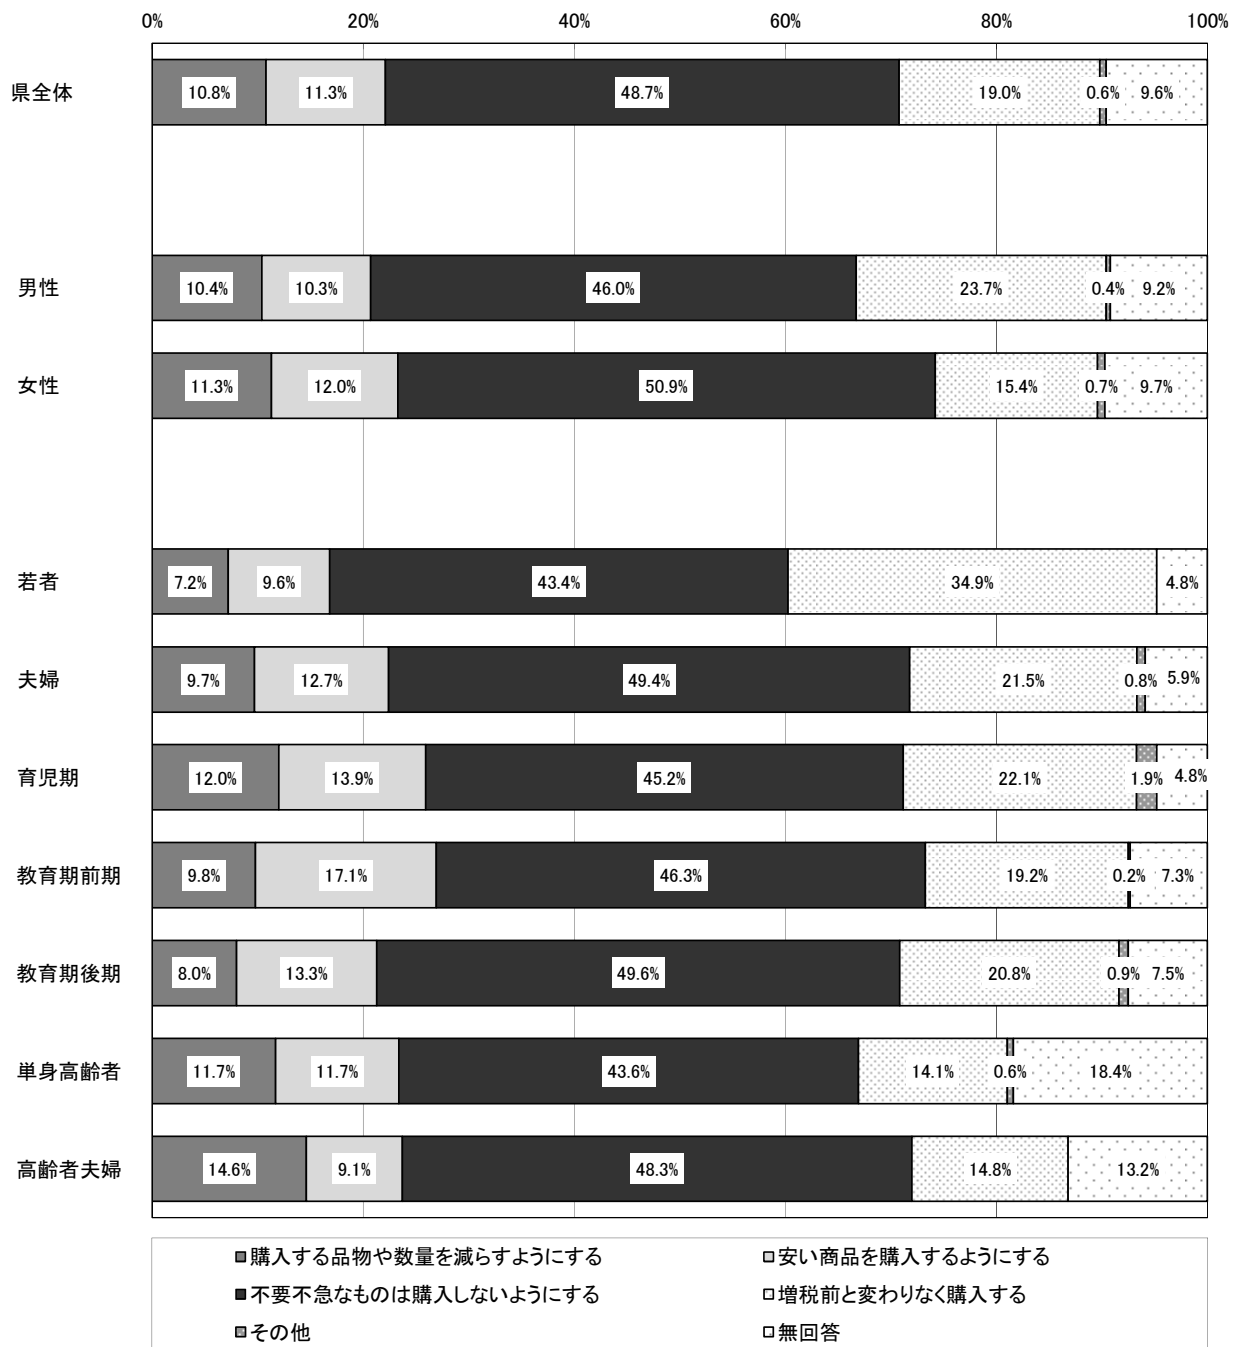 0% 20% 40% 60% 80% 100%
県全体 10.8% 11.3% 48.7% 19.0% 0.6% 9.6%
男性 10.4% 10.3% 46.0% 23.7% 0.4% 9.2%
女性 11.3% 12.0% 50.9% 15.4% 0.7% 9.7%
若者 7.2% 9.6% 43.4% 34.9% 4.8%
夫婦 9.7% 12.7% 49.4% 21.5% 0.8% 5.9%
育児期 12.0% 13.9% 45.2% 22.1% 1.9% 4.8%
教育期前期 9.8% 17.1% 46.3% 19.2% 0.2% 7.3%
教育期後期 8.0% 13.3% 49.6% 20.8% 0.9% 7.5%
単身高齢者 11.7% 11.7% 43.6% 14.1% 0.6% 18.4%
高齢者夫婦 14.6% 9.1% 48.3% 14.8% 13.2%
購入する品物や数量を減らすようにする 安い商品を購入するようにする
不要不急なものは購入しないようにする 増税前と変わりなく購入する
その他 無回答